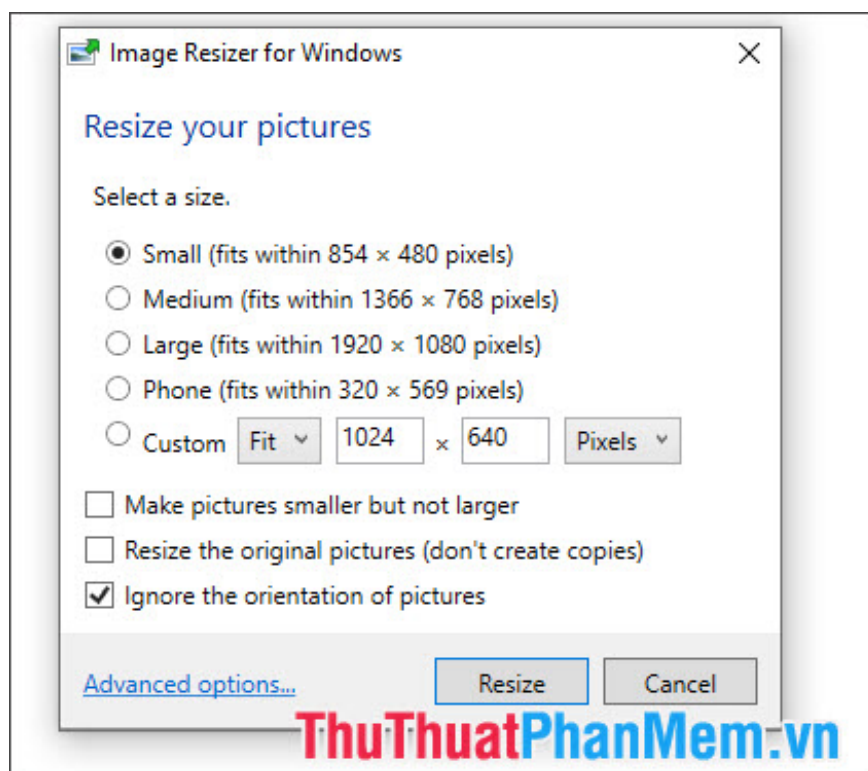 Image Resizer for Windows
Resize your pictures
Select a size.
Small (fits within 854 × 480 pixels)
Medium (fits within 1366 × 768 pixels)
Large (fits within 1920 × 1080 pixels)
Phone (fits within 320 × 569 pixels)
Custom Fit 1024 × 640 Pixels
Make pictures smaller but not larger
Resize the original pictures (don't create copies)
Ignore the orientation of pictures
Advanced options... Resize Cancel
ThuThuatPhanMem.vn